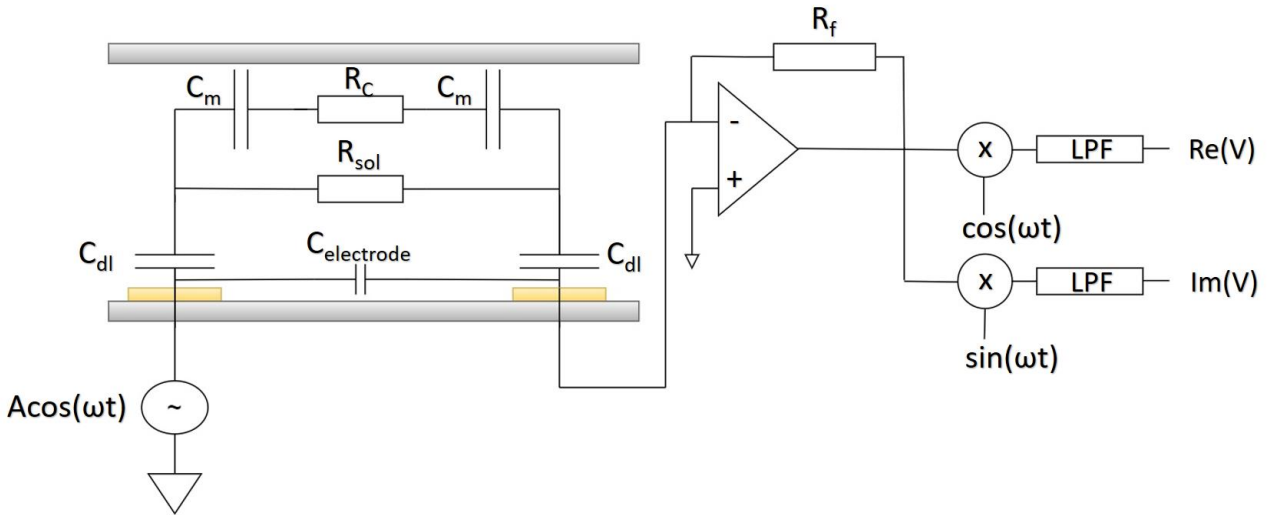 R_f
C_m
R_C
C_m
R_sol
-
+
x
LPF
Re(V)
cos(ωt)
C_dl
C_electrode
C_dl
x
LPF
Im(V)
sin(ωt)
Acos(ωt)
~